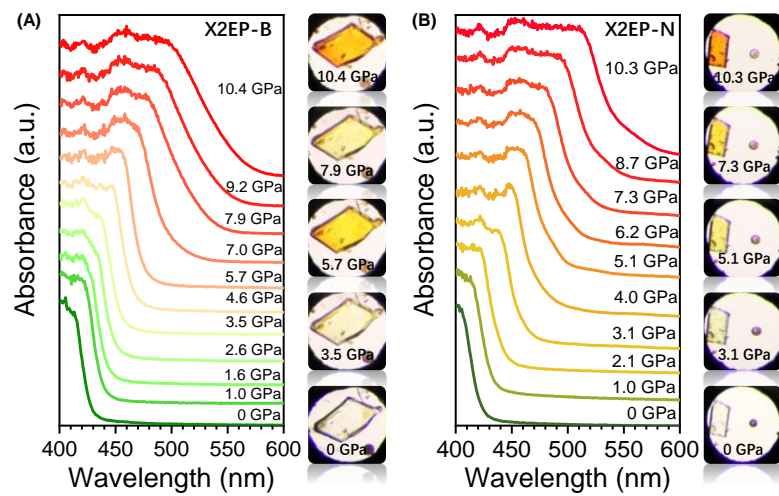 (A)
X2EP-B
Absorbance (a.u.)
10.4 GPa
9.2 GPa
7.9 GPa
7.0 GPa
5.7 GPa
4.6 GPa
3.5 GPa
2.6 GPa
1.6 GPa
1.0 GPa
0 GPa
400 450 500 550 600
Wavelength (nm)
10.4 GPa
7.9 GPa
5.7 GPa
3.5 GPa
0 GPa
(B)
X2EP-N
Absorbance (a.u.)
10.3 GPa
8.7 GPa
7.3 GPa
6.2 GPa
5.1 GPa
4.0 GPa
3.1 GPa
2.1 GPa
1.0 GPa
0 GPa
400 450 500 550 600
Wavelength (nm)
10.3 GPa
7.3 GPa
5.1 GPa
3.1 GPa
0 GPa